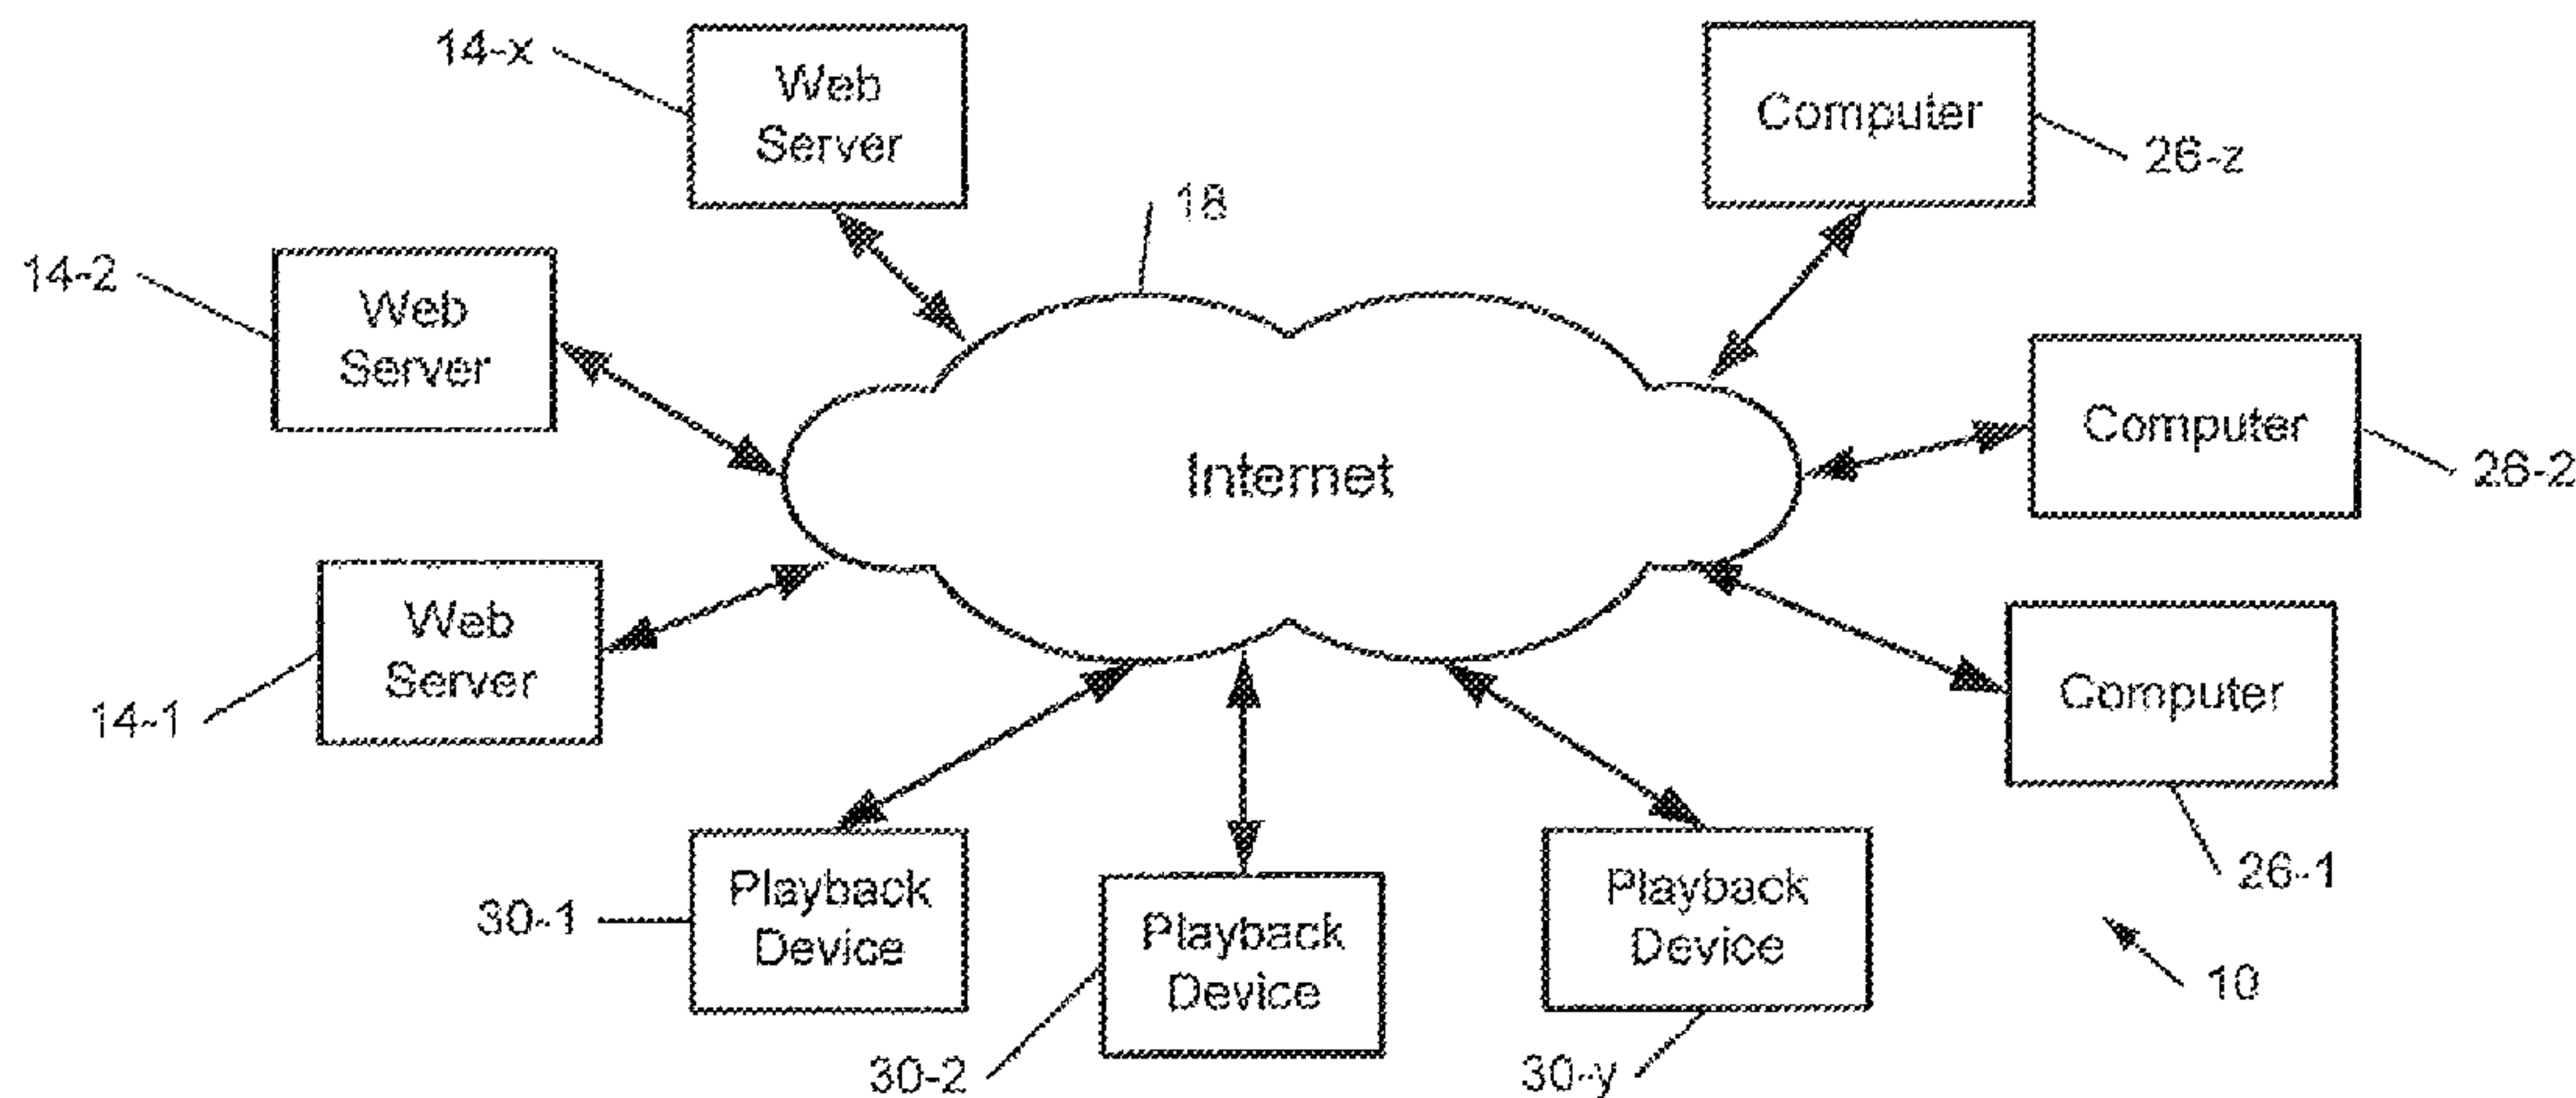 14-x
Web
Server
Computer
26-z
18
14-2
Web
Server
Computer
26-2
Internet
14-1
Web
Server
Computer
26-1
30-1
Playback
Device
30-2
Playback
Device
Playback
Device
30-y
10